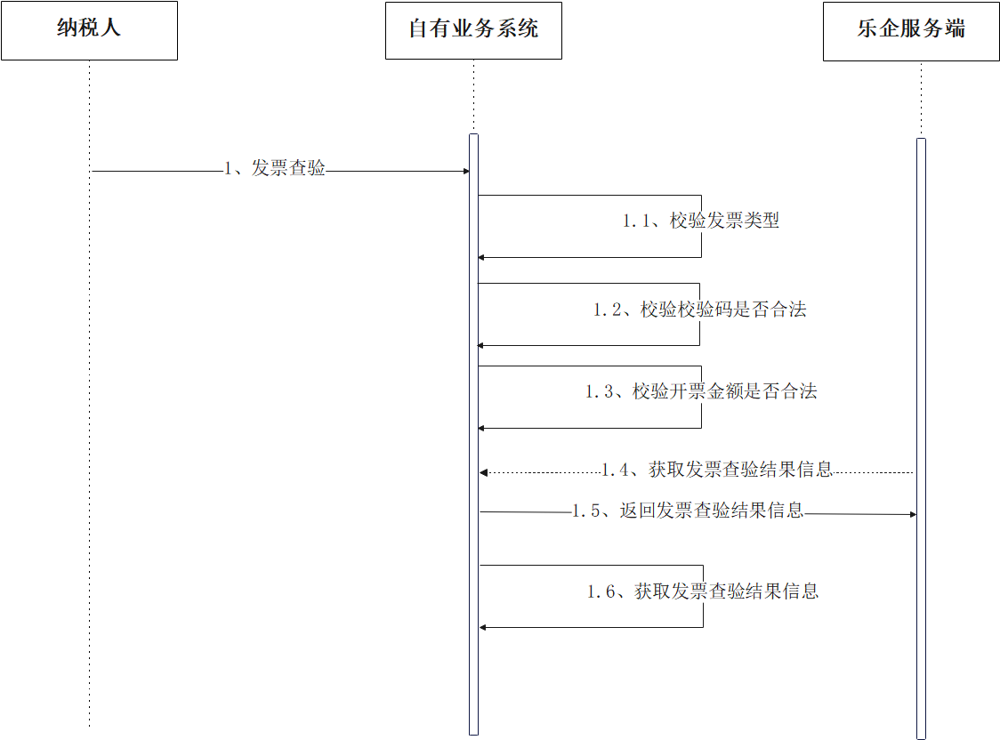 纳税人
自有业务系统
乐企服务端
1、发票查验
1.1、校验发票类型
1.2、校验校验码是否合法
1.3、校验开票金额是否合法
1.4、获取发票查验结果信息
1.5、返回发票查验结果信息
1.6、获取发票查验结果信息